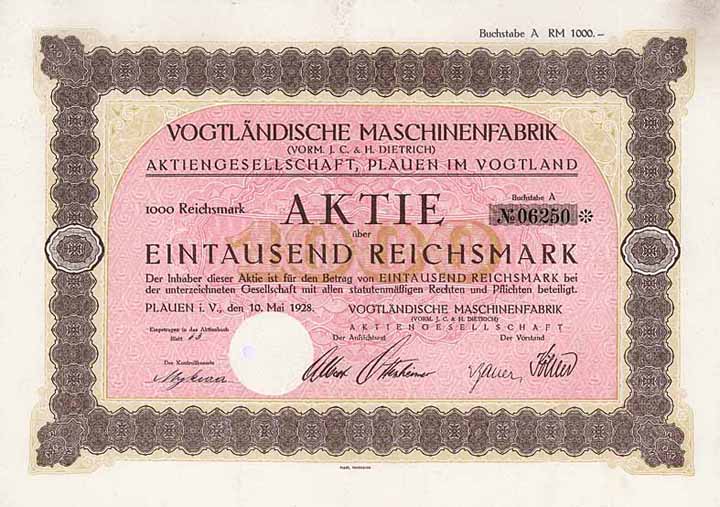 Buchstabe A RM 1000.–
VOGTLÄNDISCHE MASCHINENFABRIK
(VORM. J. C. & H. DIETRICH)
AKTIENGESELLSCHAFT, PLAUEN IM VOGTLAND
1000 Reichsmark AKTIE Buchstabe A
№ 06250 ✻
über
1000
EINTAUSEND REICHSMARK
Der Inhaber dieser Aktie ist für den Betrag von EINTAUSEND REICHSMARK bei
der unterzeichneten Gesellschaft mit allen statutenmäßigen Rechten und Pflichten beteiligt.
PLAUEN i. V., den 10. Mai 1928.
VOGTLÄNDISCHE MASCHINENFABRIK
(VORM. J. C. & H. DIETRICH)
AKTIENGESELLSCHAFT
Eingetragen in das Aktienbuch
Blatt
Der Aufsichtsrat Der Vorstand
Der Kontrollbeamte